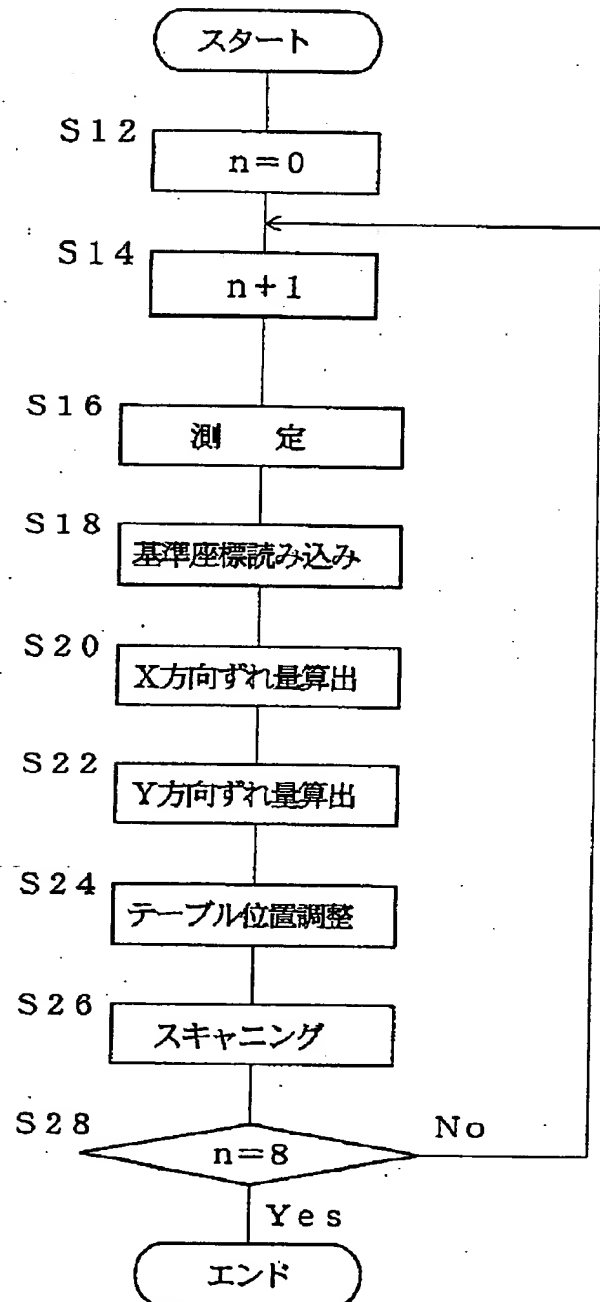 スタート
S12
n=0
S14
n+1
S16
測 定
S18
基準座標読み込み
S20
X方向ずれ量算出
S22
Y方向ずれ量算出
S24
テーブル位置調整
S26
スキャニング
S28
n=8
No
Yes
エンド